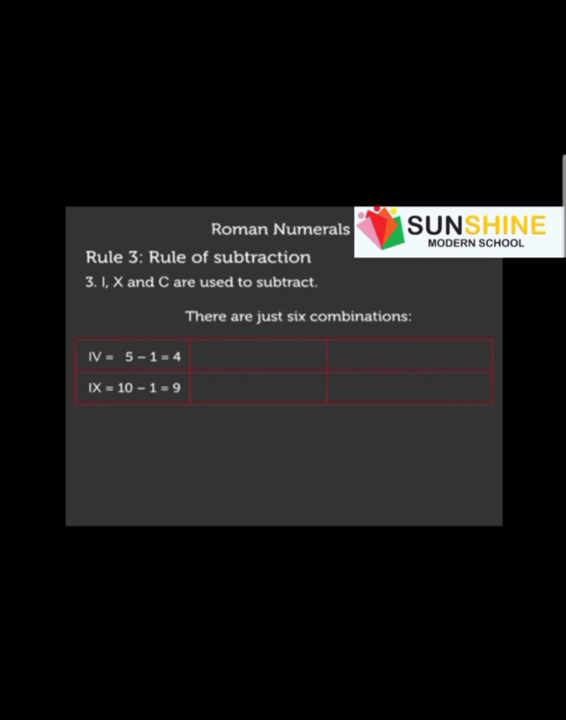 SUNSHINE
MODERN SCHOOL
Roman Numerals
Rule 3: Rule of subtraction
3. I, X and C are used to subtract.
There are just six combinations:
IV = 5 – 1 = 4
IX = 10 – 1 = 9